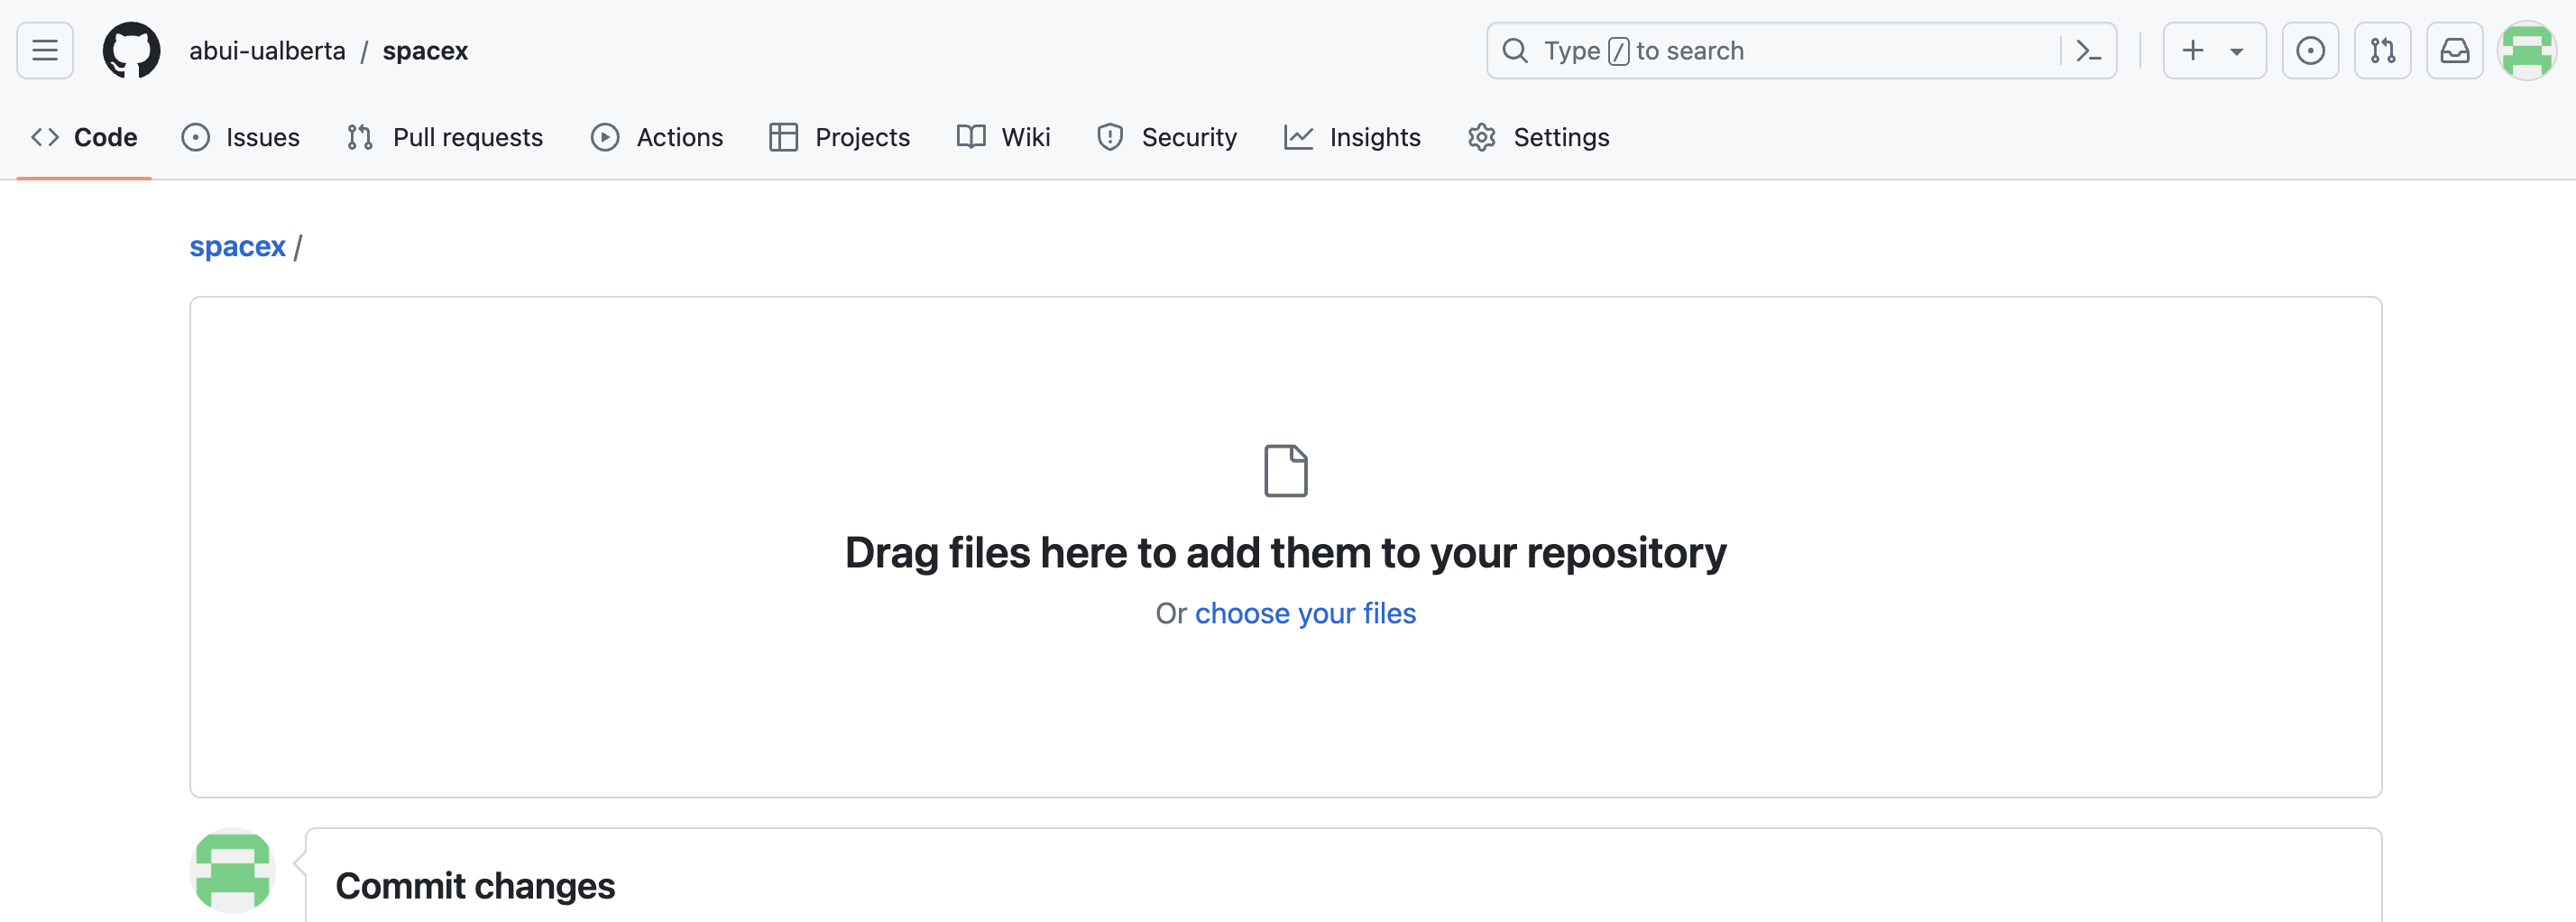 abui-ualberta / spacex
Type / to search
Code Issues Pull requests Actions Projects Wiki Security Insights Settings
spacex /
Drag files here to add them to your repository
Or choose your files
Commit changes